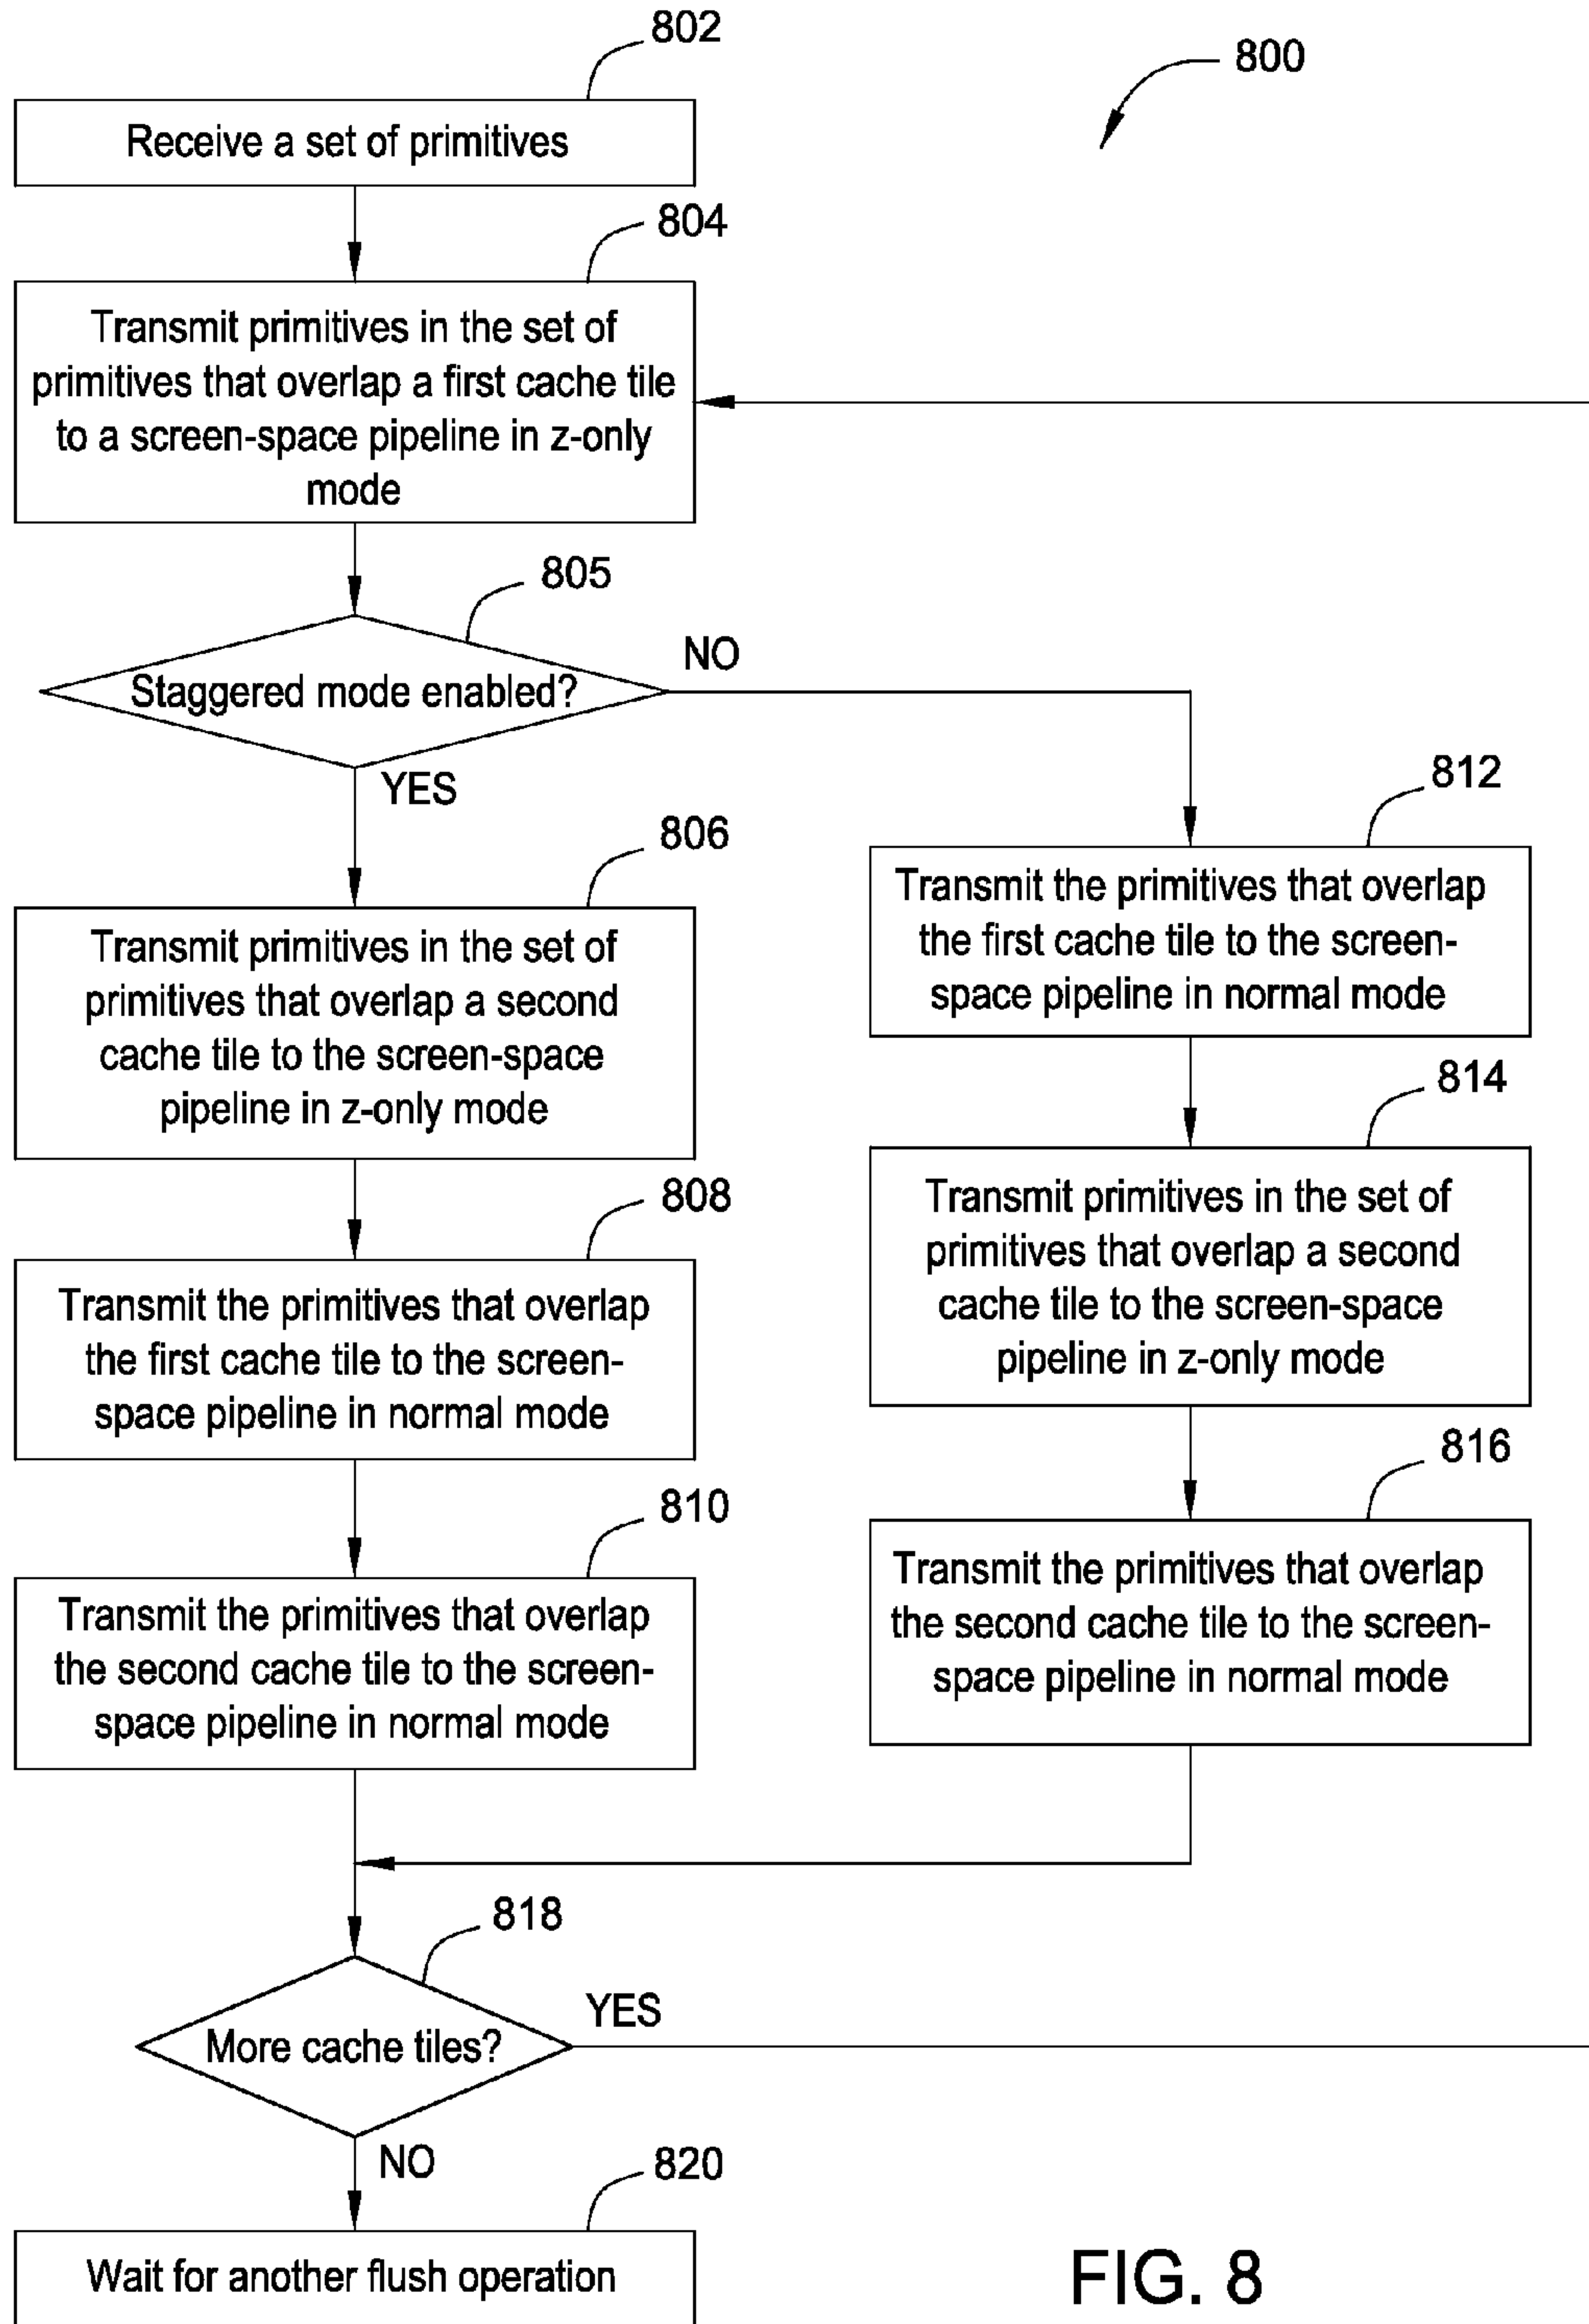 802
800
Receive a set of primitives
804
Transmit primitives in the set of
primitives that overlap a first cache tile
to a screen-space pipeline in z-only
mode
805
Staggered mode enabled?
NO
YES
806
Transmit primitives in the set of
primitives that overlap a second
cache tile to the screen-space
pipeline in z-only mode
808
Transmit the primitives that overlap
the first cache tile to the screen-
space pipeline in normal mode
810
Transmit the primitives that overlap
the second cache tile to the screen-
space pipeline in normal mode
812
Transmit the primitives that overlap
the first cache tile to the screen-
space pipeline in normal mode
814
Transmit primitives in the set of
primitives that overlap a second
cache tile to the screen-space
pipeline in z-only mode
816
Transmit the primitives that overlap
the second cache tile to the screen-
space pipeline in normal mode
818
More cache tiles?
YES
NO
820
Wait for another flush operation
FIG. 8